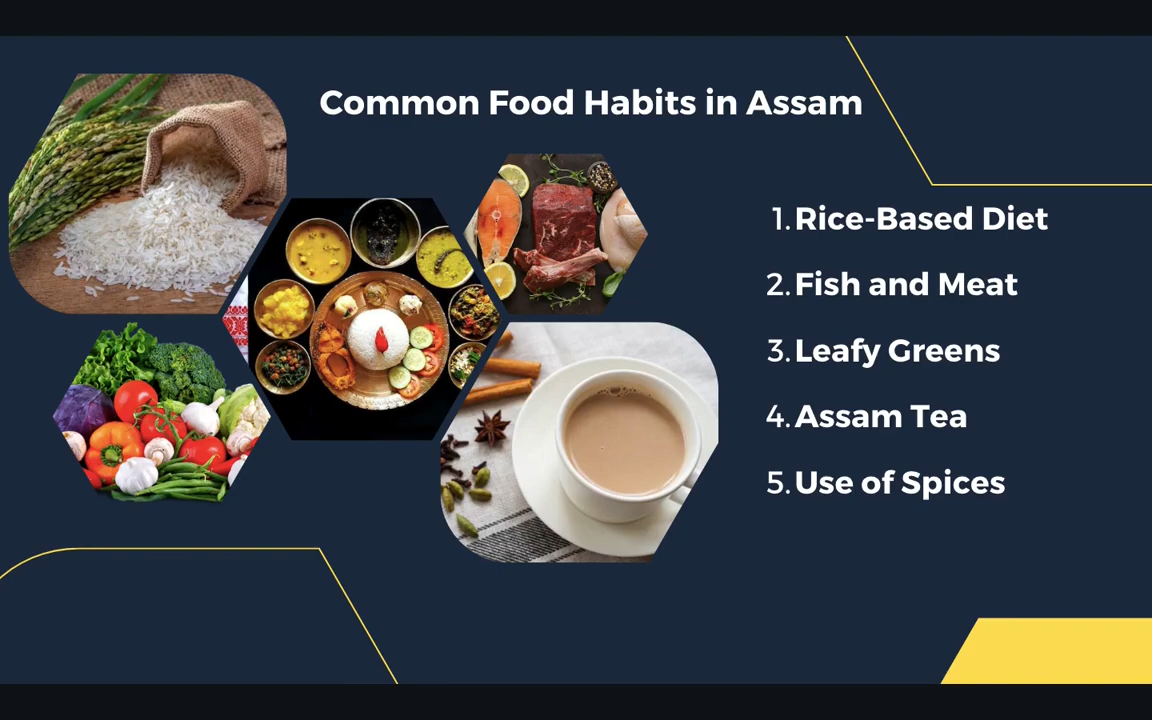 Common Food Habits in Assam
1. Rice-Based Diet
2. Fish and Meat
3. Leafy Greens
4. Assam Tea
5. Use of Spices